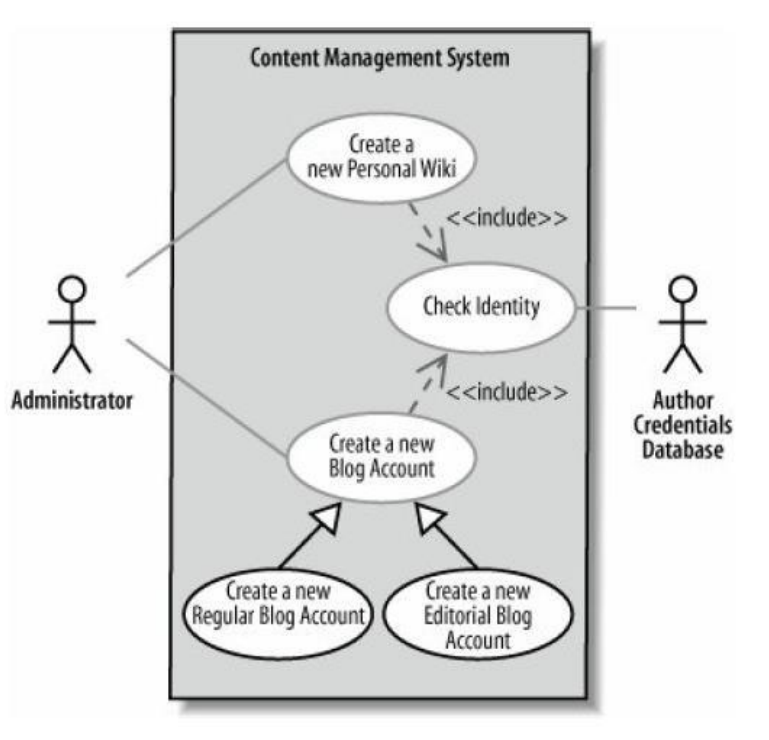 Content Management System
Create a
new Personal Wiki
<<include>>
Check Identity
<<include>>
Administrator
Author
Credentials
Database
Create a new
Blog Account
Create a new
Regular Blog Account
Create a new
Editorial Blog
Account